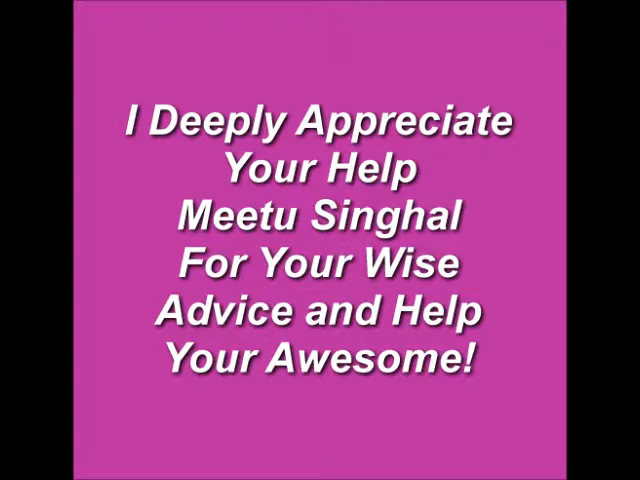 I Deeply Appreciate
Your Help
Meetu Singhal
For Your Wise
Advice and Help
Your Awesome!